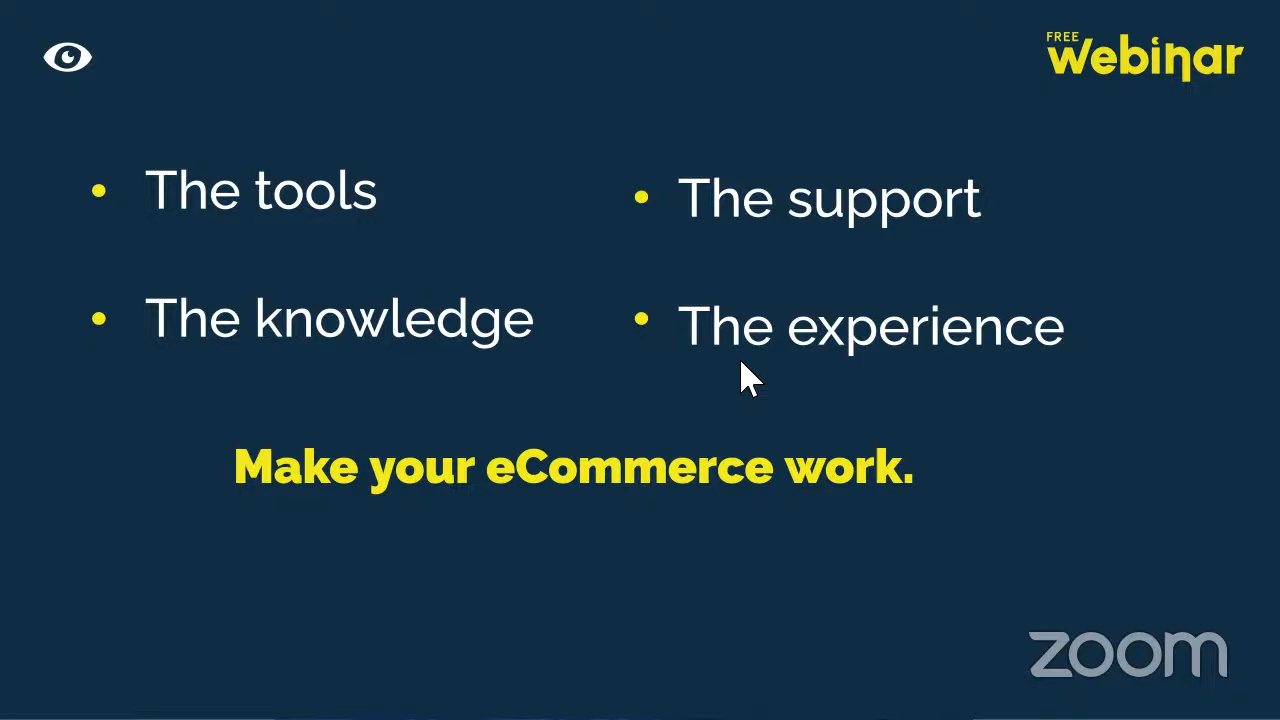 FREE
webinar
The tools
The knowledge
The support
The experience
Make your eCommerce work.
zoom